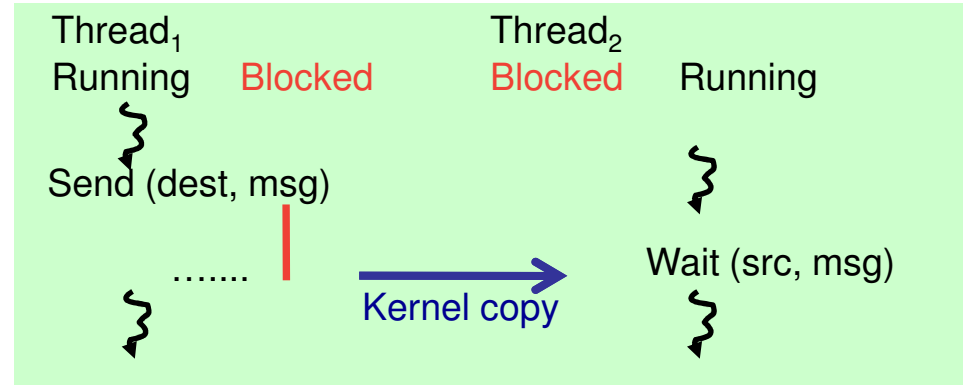 Thread₁ Thread₂
Running Blocked Blocked Running
Send (dest, msg)
…....
Wait (src, msg)
Kernel copy